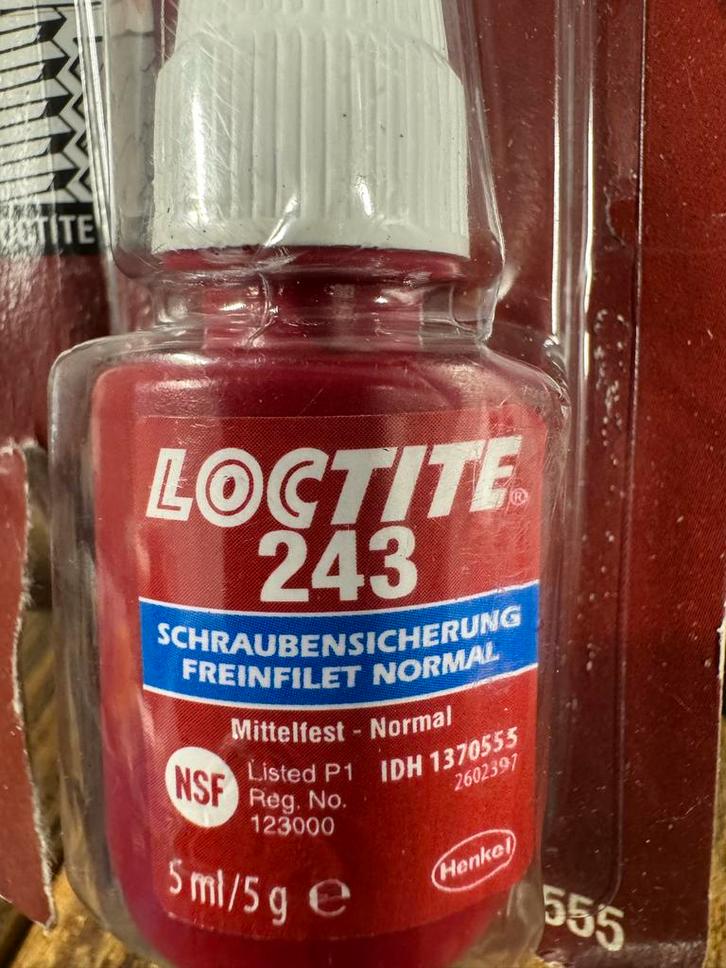 LOCTITE
LOCTITE®
243
SCHRAUBENSICHERUNG
FREINFILET NORMAL
Mittelfest - Normal
NSF
Listed P1
Reg. No.
123000
IDH 1370555
2602397
5 ml/5 g ℮
Henkel
555